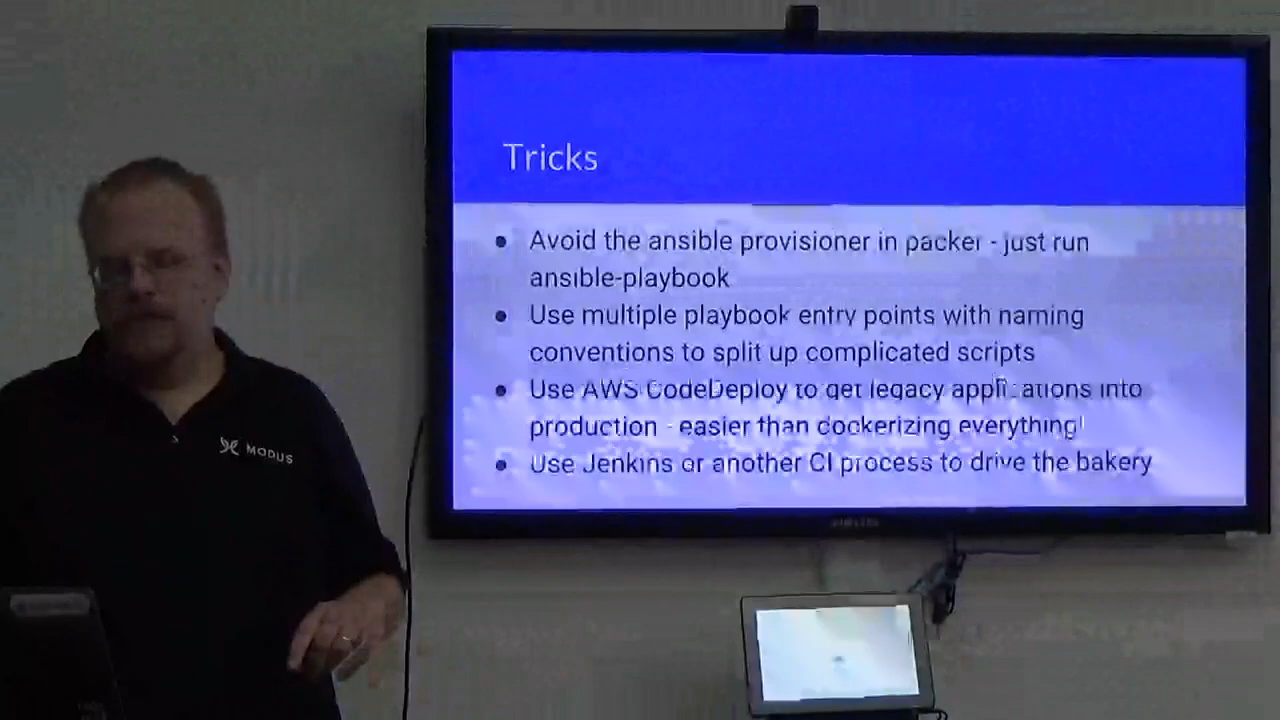 Tricks
• Avoid the ansible provisioner in packer - just run
ansible-playbook
• Use multiple playbook entry points with naming
conventions to split up complicated scripts
• Use AWS CodeDeploy to get legacy applications into
production - easier than dockerizing everything!
• Use Jenkins or another CI process to drive the bakery
MODUS